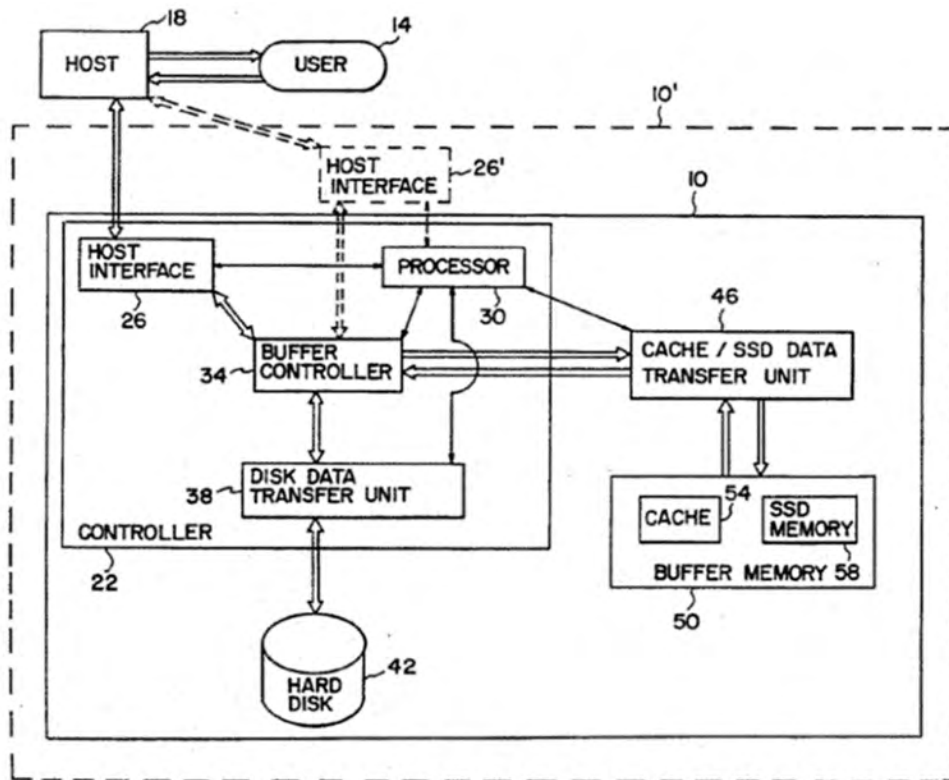 18
14
HOST
USER
10'
HOST
INTERFACE
26'
10
HOST
INTERFACE
26
PROCESSOR
30
46
34
BUFFER
CONTROLLER
CACHE / SSD DATA
TRANSFER UNIT
38
DISK DATA
TRANSFER UNIT
54
CACHE
SSD
MEMORY
CONTROLLER
22
BUFFER MEMORY
58
50
42
HARD
DISK